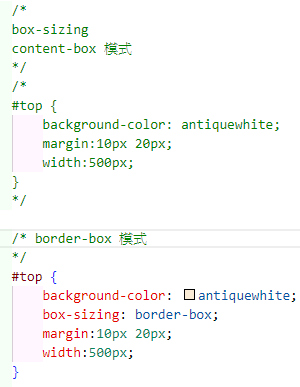 /*
box-sizing
content-box 模式
*/
/*
#top {
    background-color: antiquewhite;
    margin:10px 20px;
    width:500px;
}
*/

/* border-box 模式
*/
#top {
    background-color: antiquewhite;
    box-sizing: border-box;
    margin:10px 20px;
    width:500px;
}